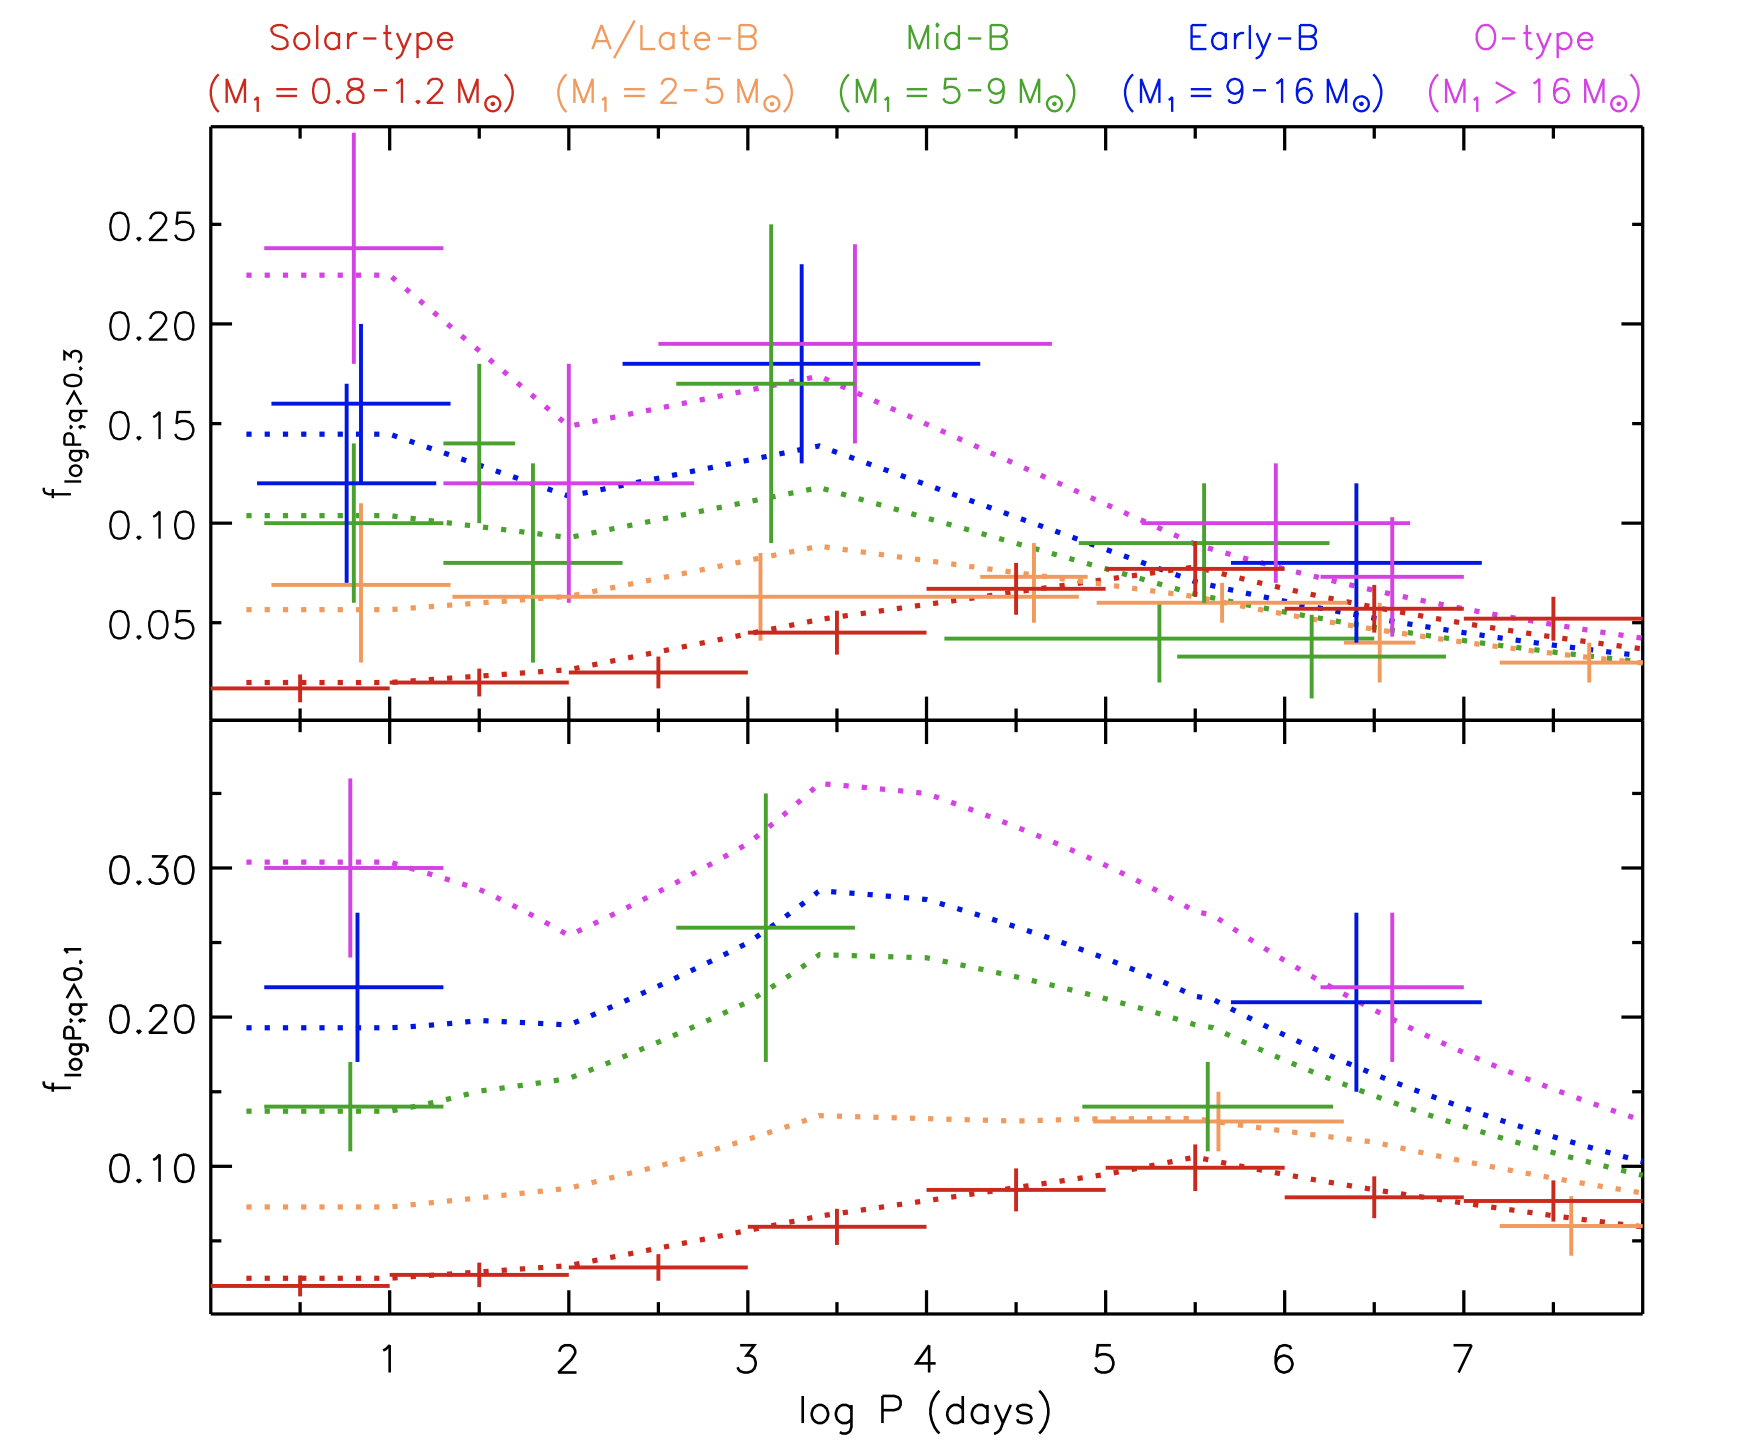 Solar-type A/Late-B Mid-B Early-B O-type
(M₁ = 0.8-1.2 M⊙) (M₁ = 2-5 M⊙) (M₁ = 5-9 M⊙) (M₁ = 9-16 M⊙) (M₁ > 16 M⊙)
0.25
0.20
0.15
0.10
0.05
f logP;q>0.3
0.30
0.20
0.10
f logP;q>0.1
1 2 3 4 5 6 7
log P (days)